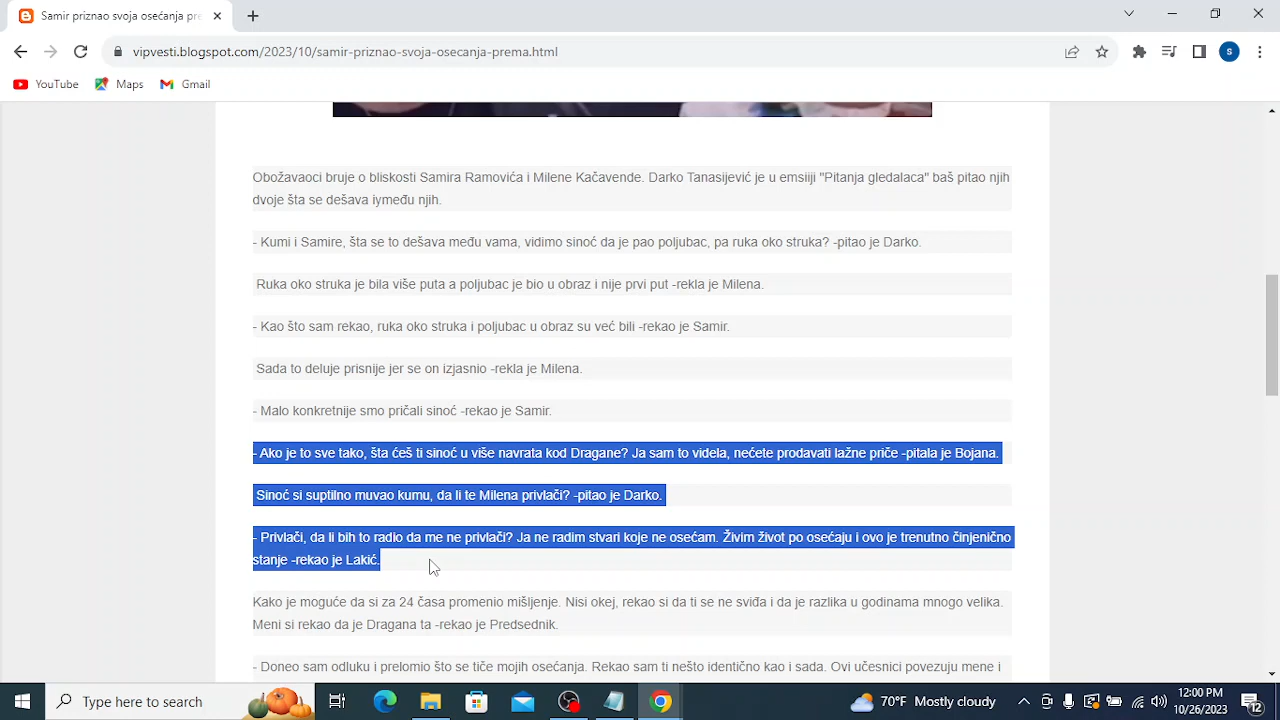 Samir priznao svoja osećanja pre
vipvesti.blogspot.com/2023/10/samir-priznao-svoja-osecanja-prema.html
S
YouTube
Maps
Gmail
Obožavaoci bruje o bliskosti Samira Ramovića i Milene Kačavende. Darko Tanasijević je u emsiiji "Pitanja gledalaca" baš pitao njih
dvoje šta se dešava iymeđu njih.
- Kumi i Samire, šta se to dešava među vama, vidimo sinoć da je pao poljubac, pa ruka oko struka? -pitao je Darko.
Ruka oko struka je bila više puta a poljubac je bio u obraz i nije prvi put -rekla je Milena.
- Kao što sam rekao, ruka oko struka i poljubac u obraz su već bili -rekao je Samir.
Sada to deluje prisnije jer se on izjasnio -rekla je Milena.
- Malo konkretnije smo pričali sinoć -rekao je Samir.
- Ako je to sve tako, šta ćeš ti sinoć u više navrata kod Dragane? Ja sam to videla, nećete prodavati lažne priče -pitala je Bojana.
Sinoć si suptilno muvao kumu, da li te Milena privlači? -pitao je Darko.
- Privlači, da li bih to radio da me ne privlači? Ja ne radim stvari koje ne osećam. Živim život po osećaju i ovo je trenutno činjenično
stanje -rekao je Lakić.
Kako je moguće da si za 24 časa promenio mišljenje. Nisi okej, rekao si da ti se ne sviđa i da je razlika u godinama mnogo velika.
Meni si rekao da je Dragana ta -rekao je Predsednik.
- Doneo sam odluku i prelomio što se tiče mojih osećanja. Rekao sam ti nešto identično kao i sada. Ovi učesnici povezuju mene i
Type here to search
70°F Mostly cloudy
12:00 PM
10/26/2023
12